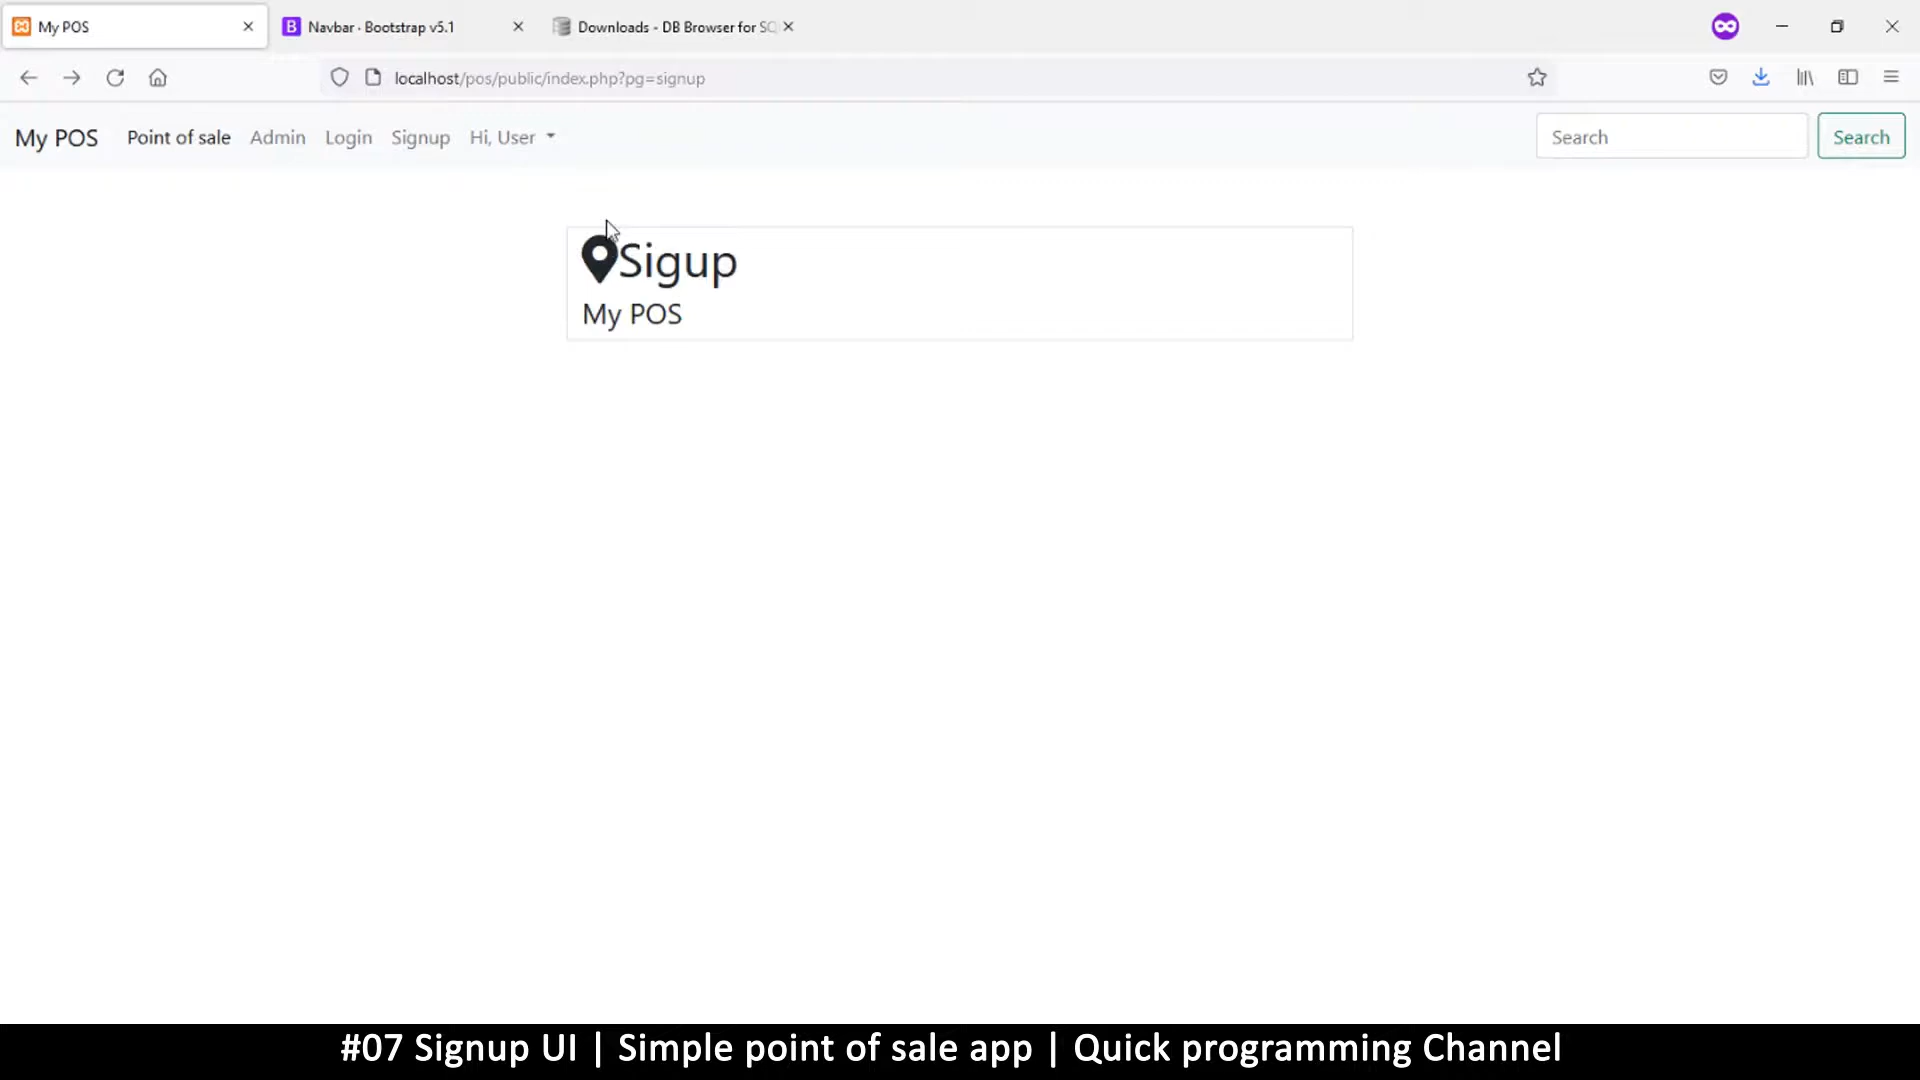 My POS
Navbar · Bootstrap v5.1
Downloads - DB Browser for SQ
localhost/pos/public/index.php?pg=signup
My POS Point of sale Admin Login Signup Hi, User Search Search
Sigup
My POS
#07 Signup UI | Simple point of sale app | Quick programming Channel